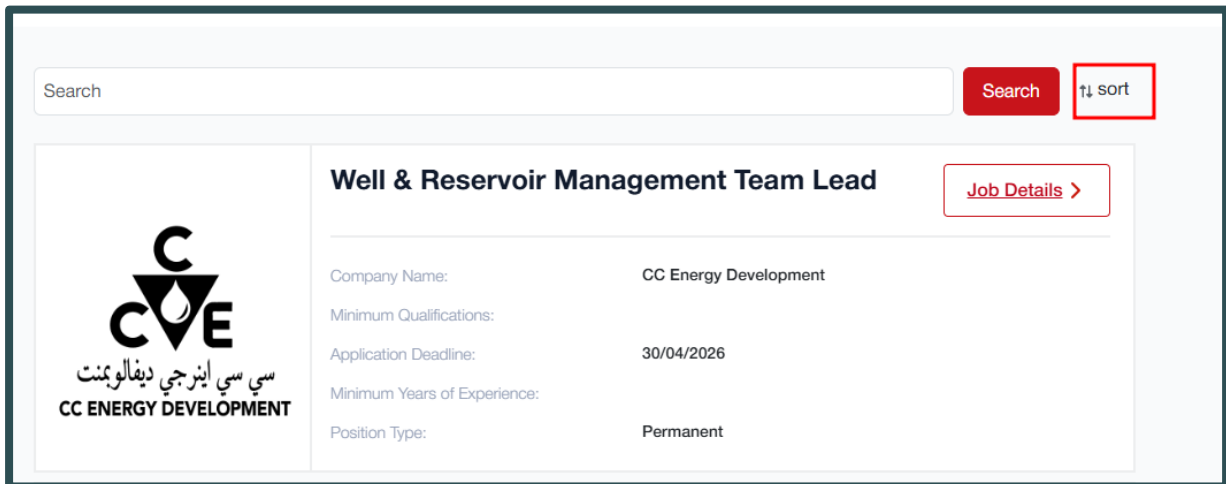 Search
Search
↑↓ sort
Well & Reservoir Management Team Lead
Job Details >
C
CVE
سي سي اينرجي ديفالوبمنت
CC ENERGY DEVELOPMENT
Company Name: CC Energy Development
Minimum Qualifications:
Application Deadline: 30/04/2026
Minimum Years of Experience:
Position Type: Permanent